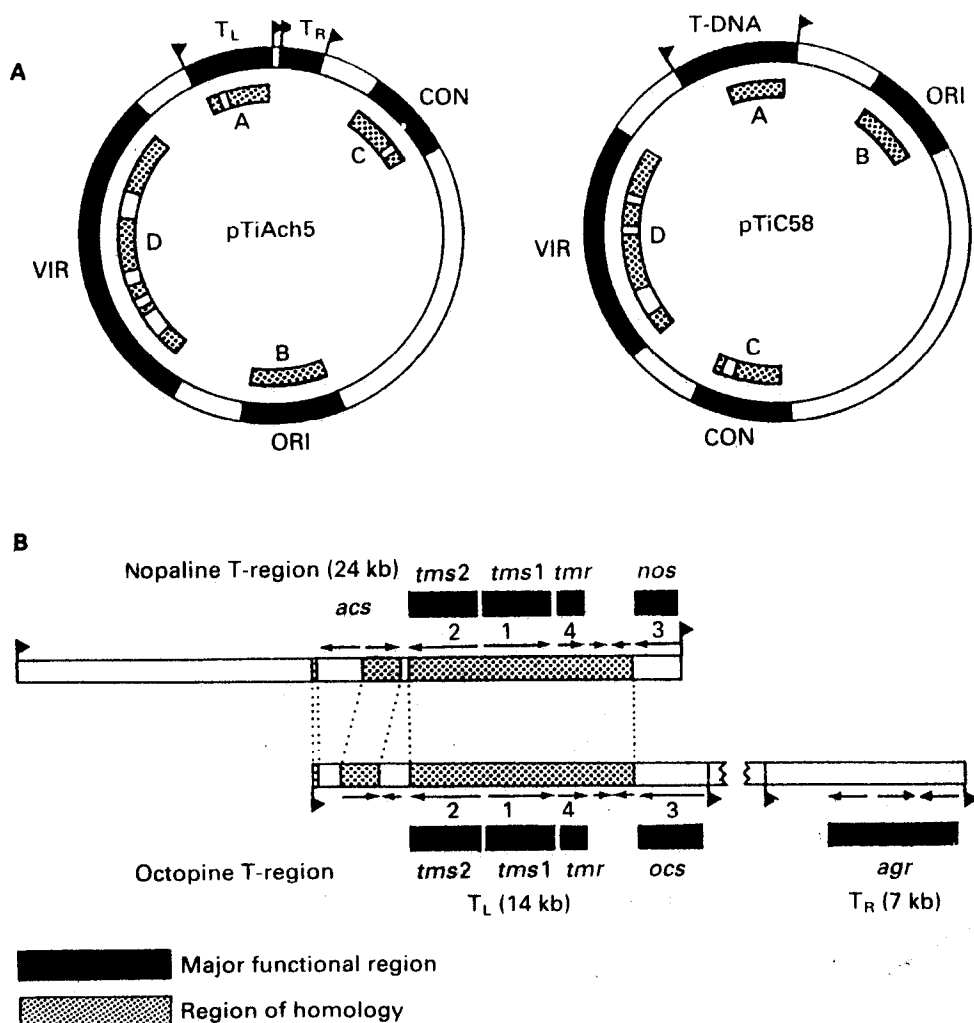 A
T_L T_R
CON
A
C
D
pTiAch5
VIR
B
ORI
T-DNA
ORI
A
B
D
pTiC58
VIR
C
CON
B
Nopaline T-region (24 kb) tms2 tms1 tmr nos
acs
2 1 4 3
2 1 4 3
Octopine T-region tms2 tms1 tmr ocs agr
T_L (14 kb) T_R (7 kb)
Major functional region
Region of homology